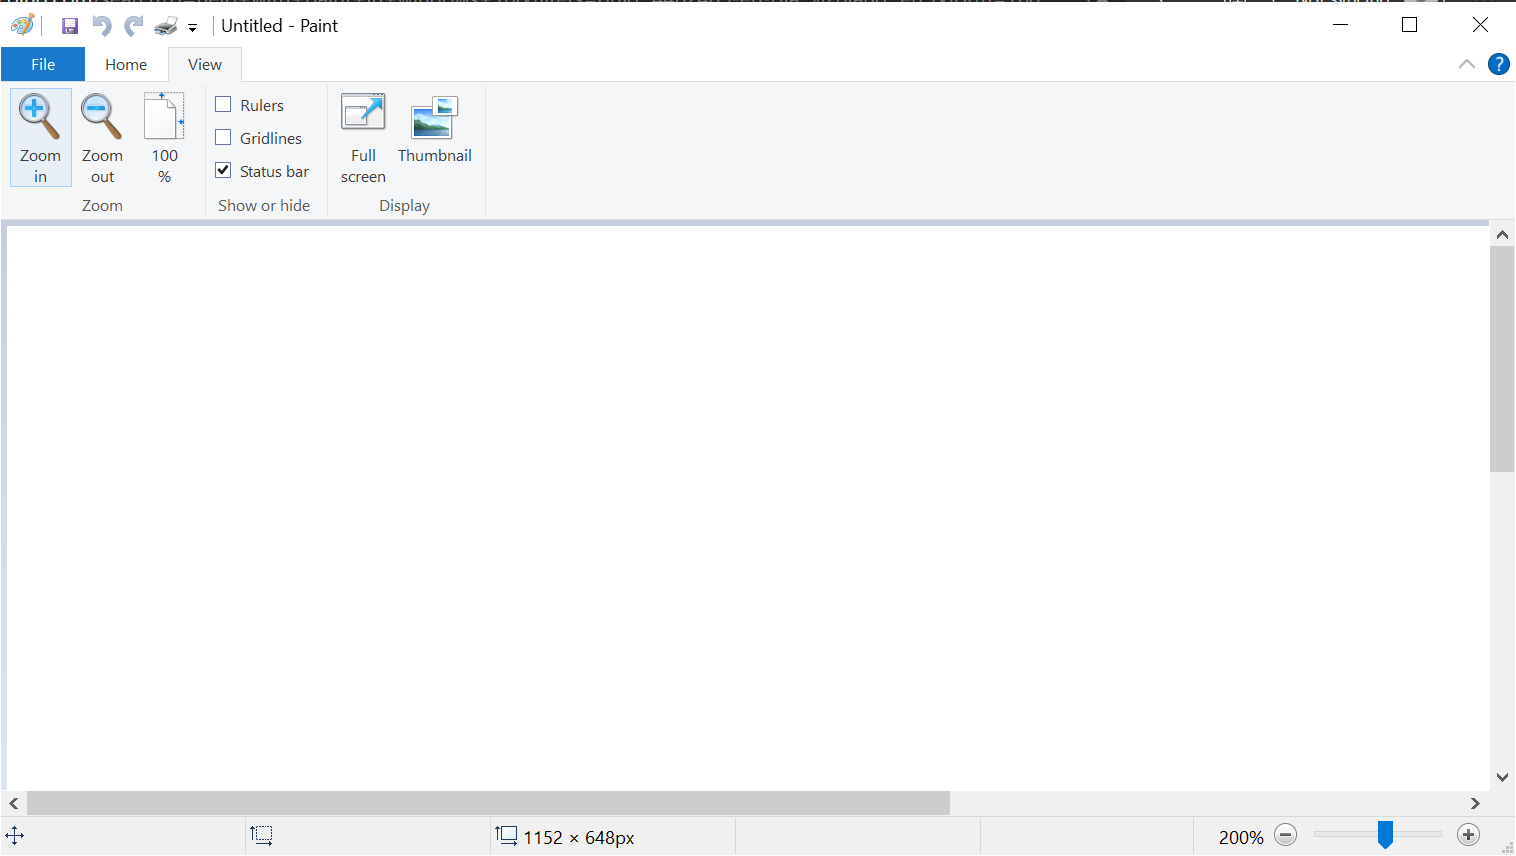 Untitled - Paint
File
Home
View
Zoom in
Zoom out
100 %
Rulers
Gridlines
Status bar
Full screen
Thumbnail
Zoom
Show or hide
Display
1152 × 648px
200%